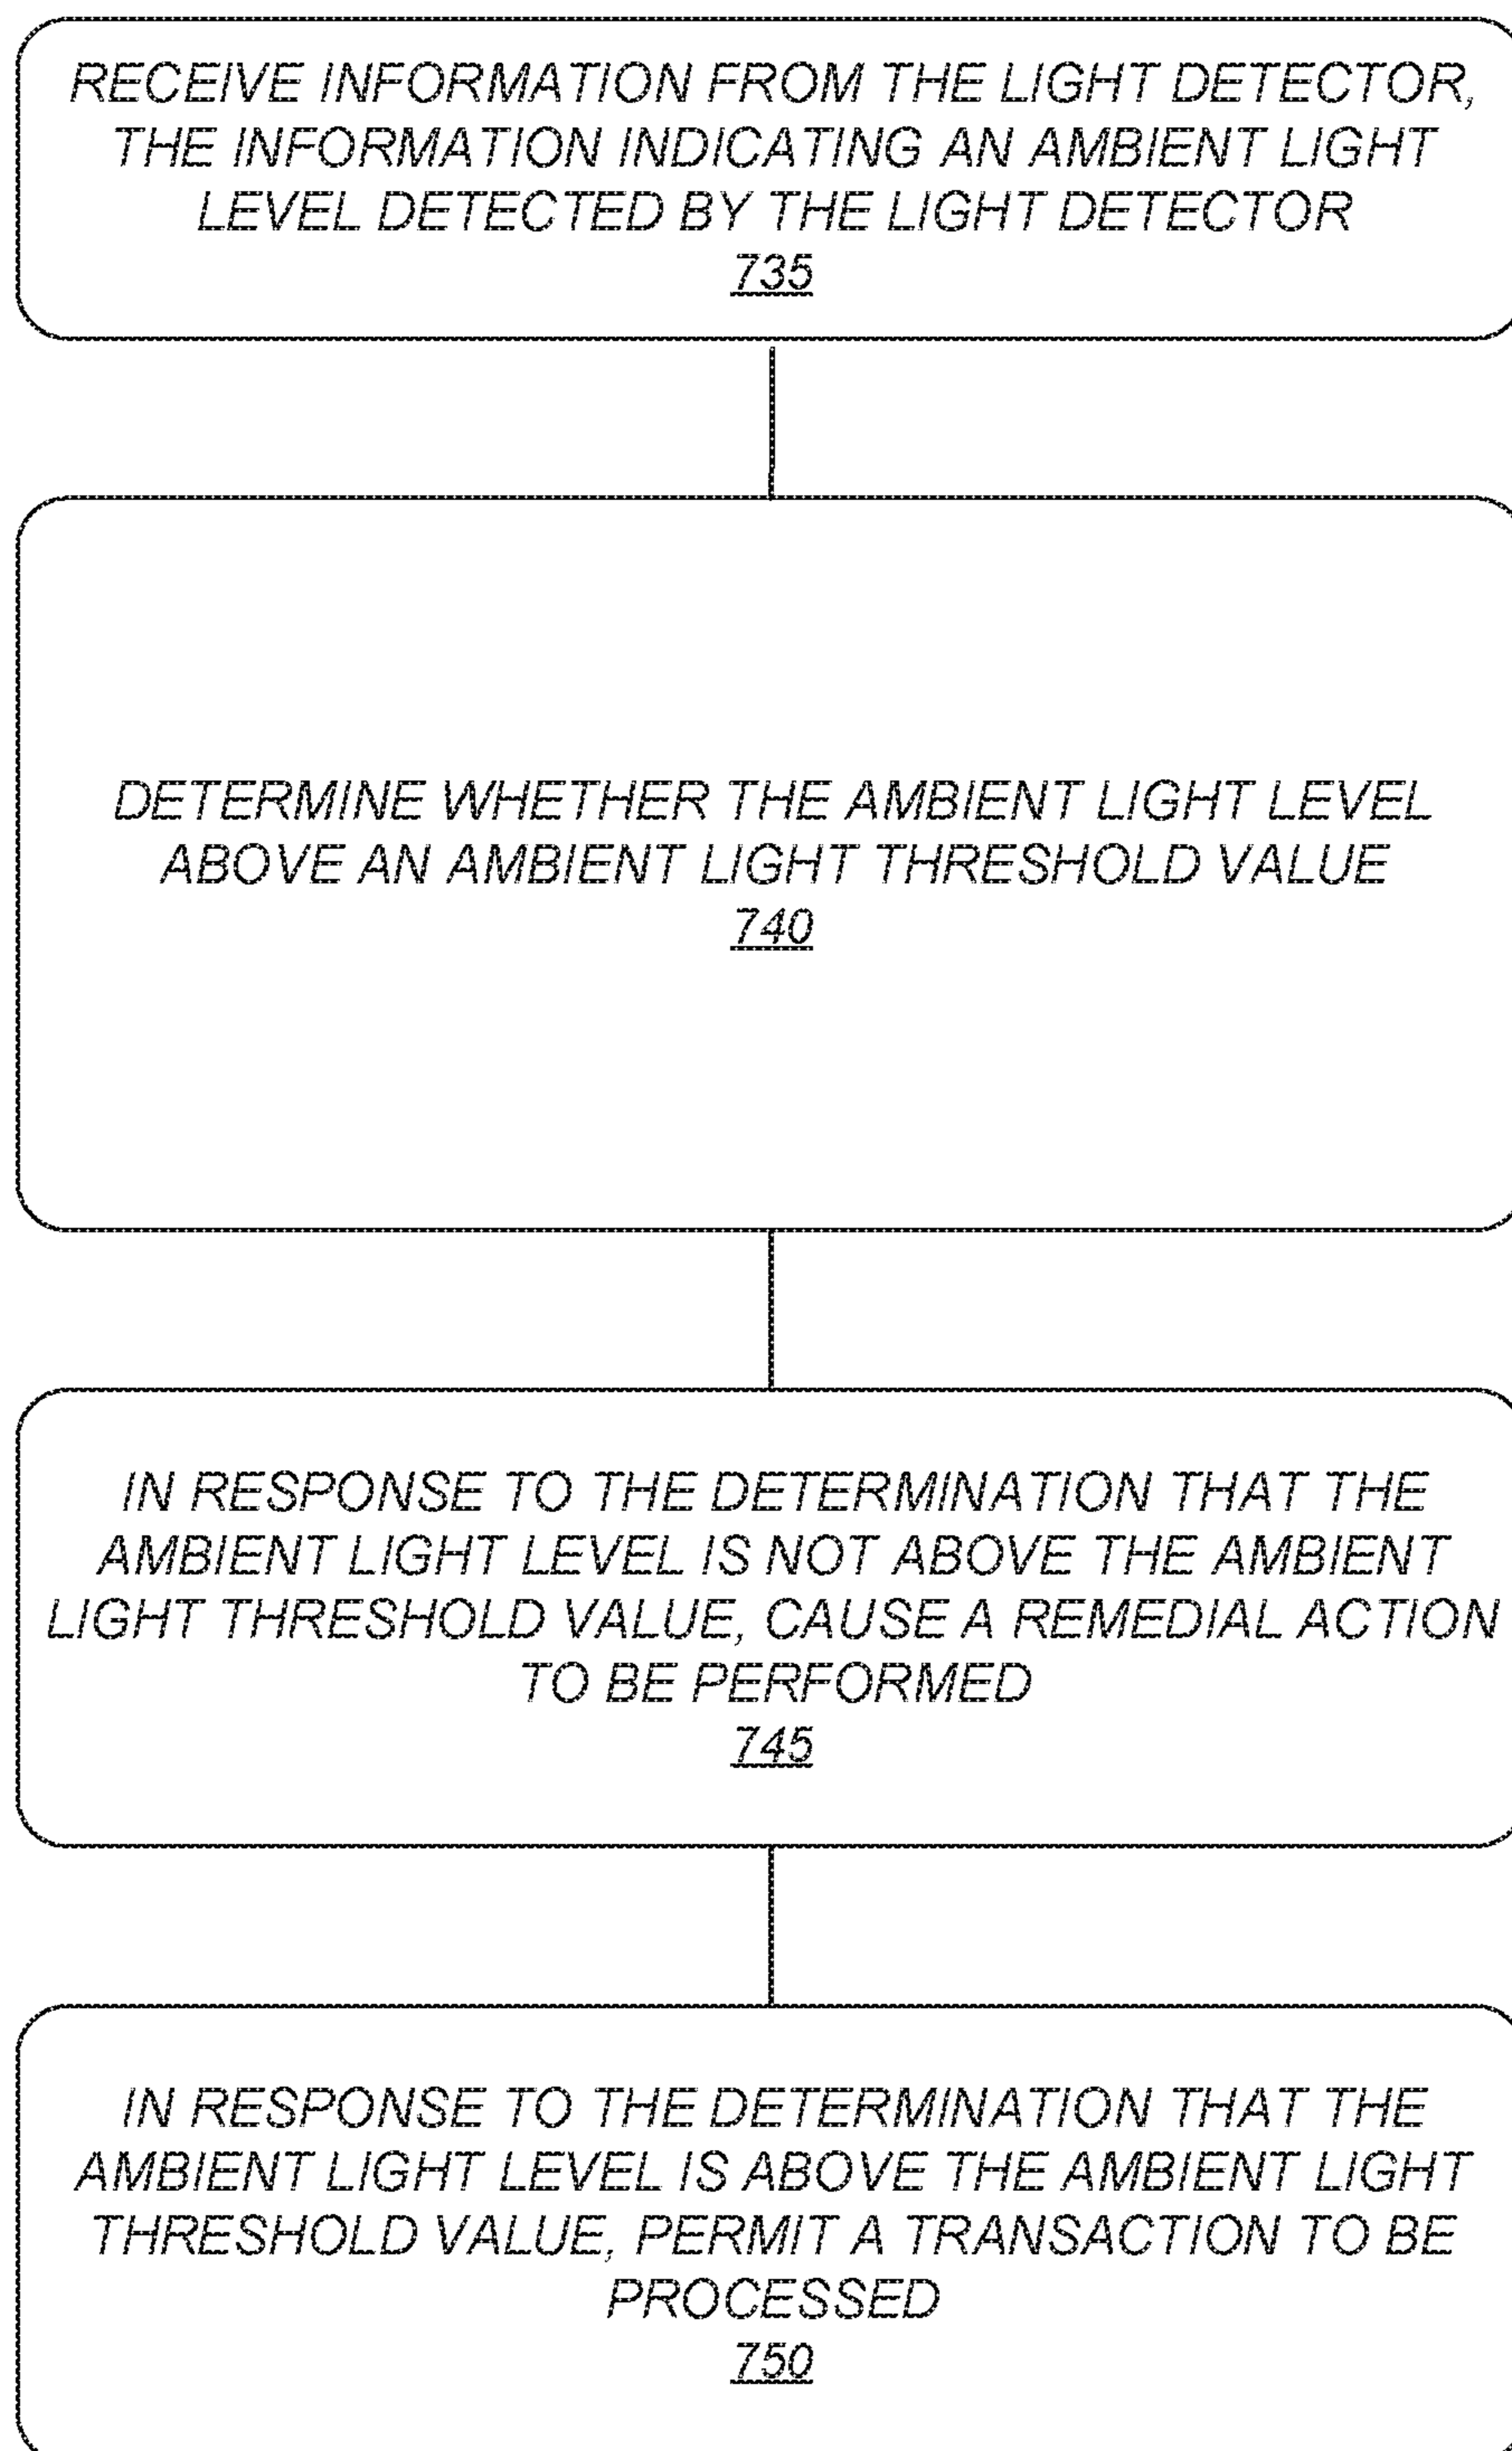 RECEIVE INFORMATION FROM THE LIGHT DETECTOR,
THE INFORMATION INDICATING AN AMBIENT LIGHT
LEVEL DETECTED BY THE LIGHT DETECTOR
735
DETERMINE WHETHER THE AMBIENT LIGHT LEVEL
ABOVE AN AMBIENT LIGHT THRESHOLD VALUE
740
IN RESPONSE TO THE DETERMINATION THAT THE
AMBIENT LIGHT LEVEL IS NOT ABOVE THE AMBIENT
LIGHT THRESHOLD VALUE, CAUSE A REMEDIAL ACTION
TO BE PERFORMED
745
IN RESPONSE TO THE DETERMINATION THAT THE
AMBIENT LIGHT LEVEL IS ABOVE THE AMBIENT LIGHT
THRESHOLD VALUE, PERMIT A TRANSACTION TO BE
PROCESSED
750